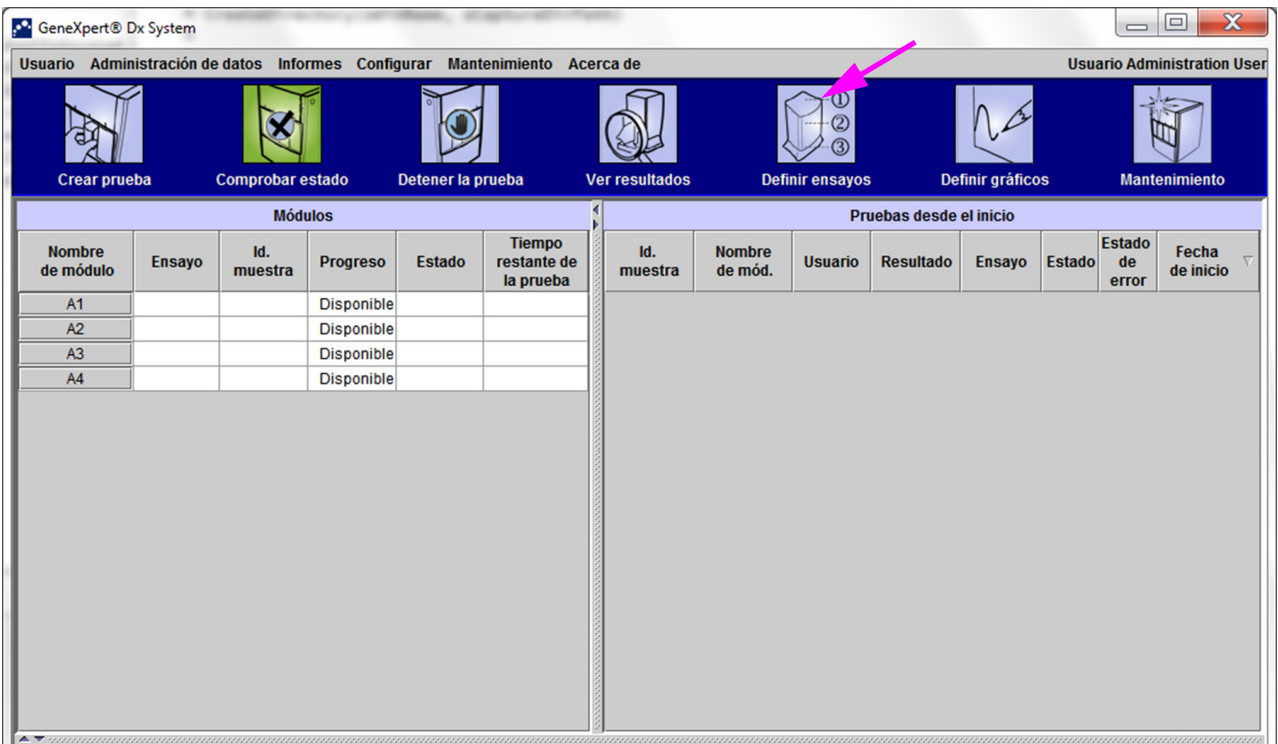 GeneXpert® Dx System
Usuario Administración de datos Informes Configurar Mantenimiento Acerca de Usuario Administration User
① 
② 
③
Crear prueba Comprobar estado Detener la prueba Ver resultados Definir ensayos Definir gráficos Mantenimiento
Módulos
Nombre de módulo Ensayo Id. muestra Progreso Estado Tiempo restante de la prueba
A1 Disponible
A2 Disponible
A3 Disponible
A4 Disponible
Pruebas desde el inicio
Id. muestra Nombre de mód. Usuario Resultado Ensayo Estado Estado de error Fecha de inicio